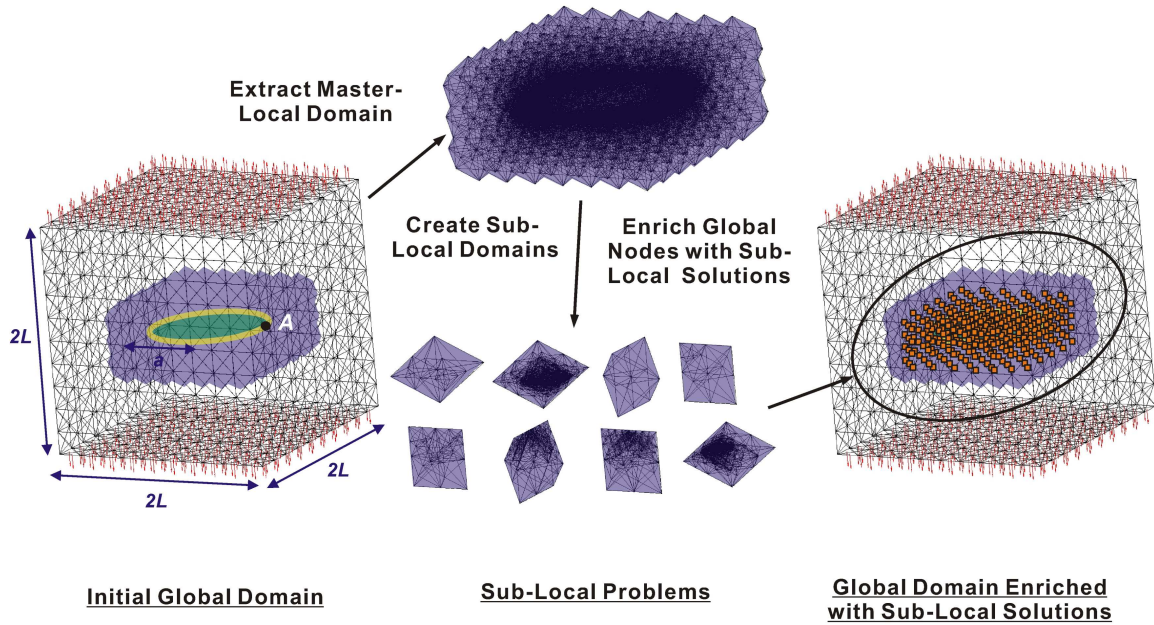 Extract Master-
Local Domain
Create Sub-
Local Domains
Enrich Global
Nodes with Sub-
Local Solutions
2L
a
A
2L
2L
Initial Global Domain
Sub-Local Problems
Global Domain Enriched
with Sub-Local Solutions